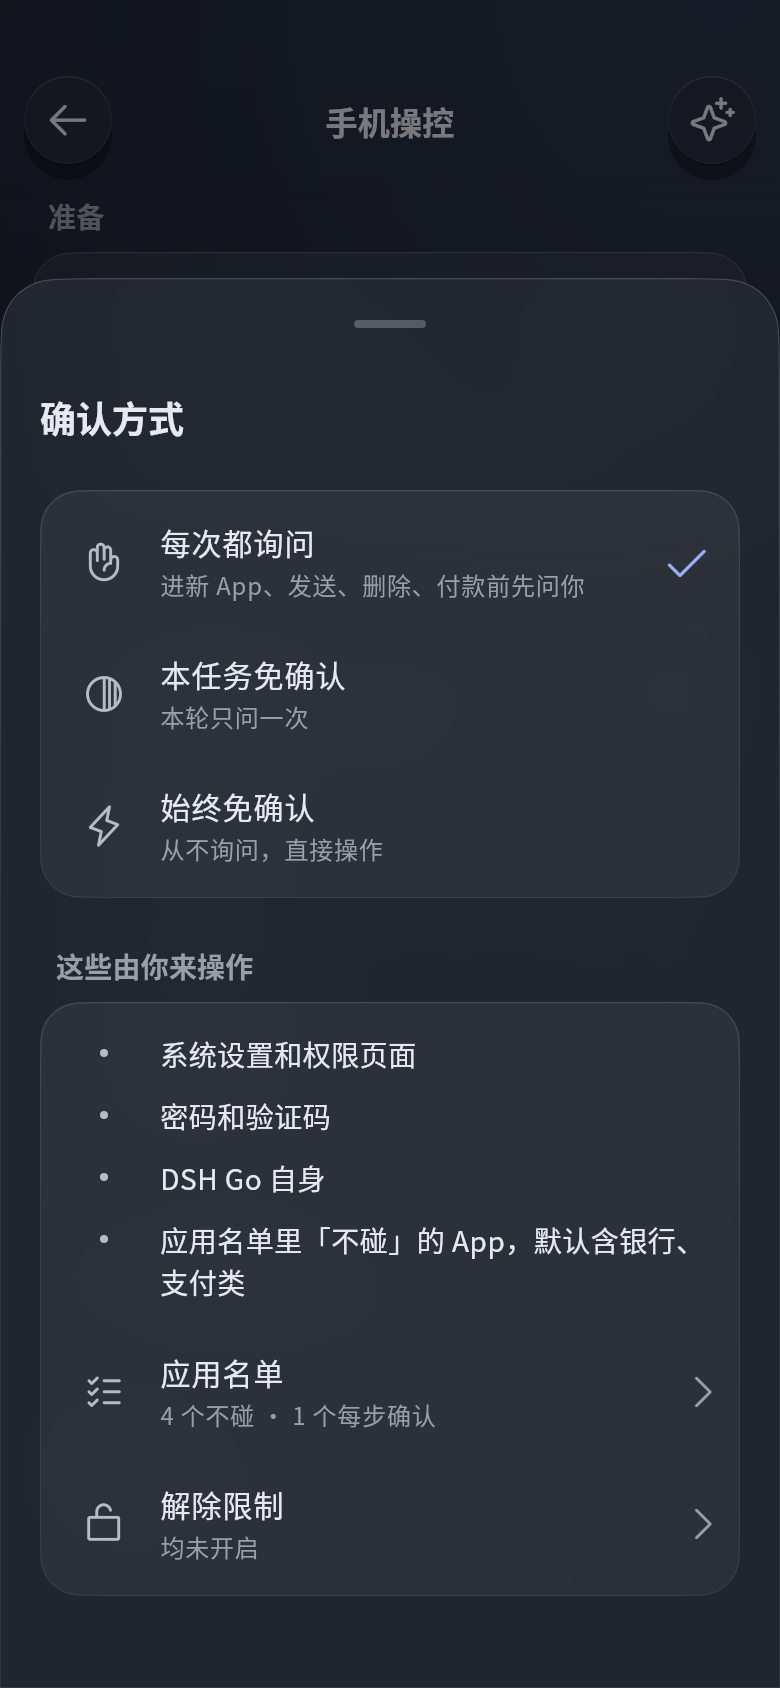 手机操控
准备
确认方式
每次都询问
进新 App、发送、删除、付款前先问你
本任务免确认
本轮只问一次
始终免确认
从不询问，直接操作
这些由你来操作
• 系统设置和权限页面
• 密码和验证码
• DSH Go 自身
• 应用名单里「不碰」的 App，默认含银行、
支付类
应用名单
4 个不碰 · 1 个每步确认
解除限制
均未开启